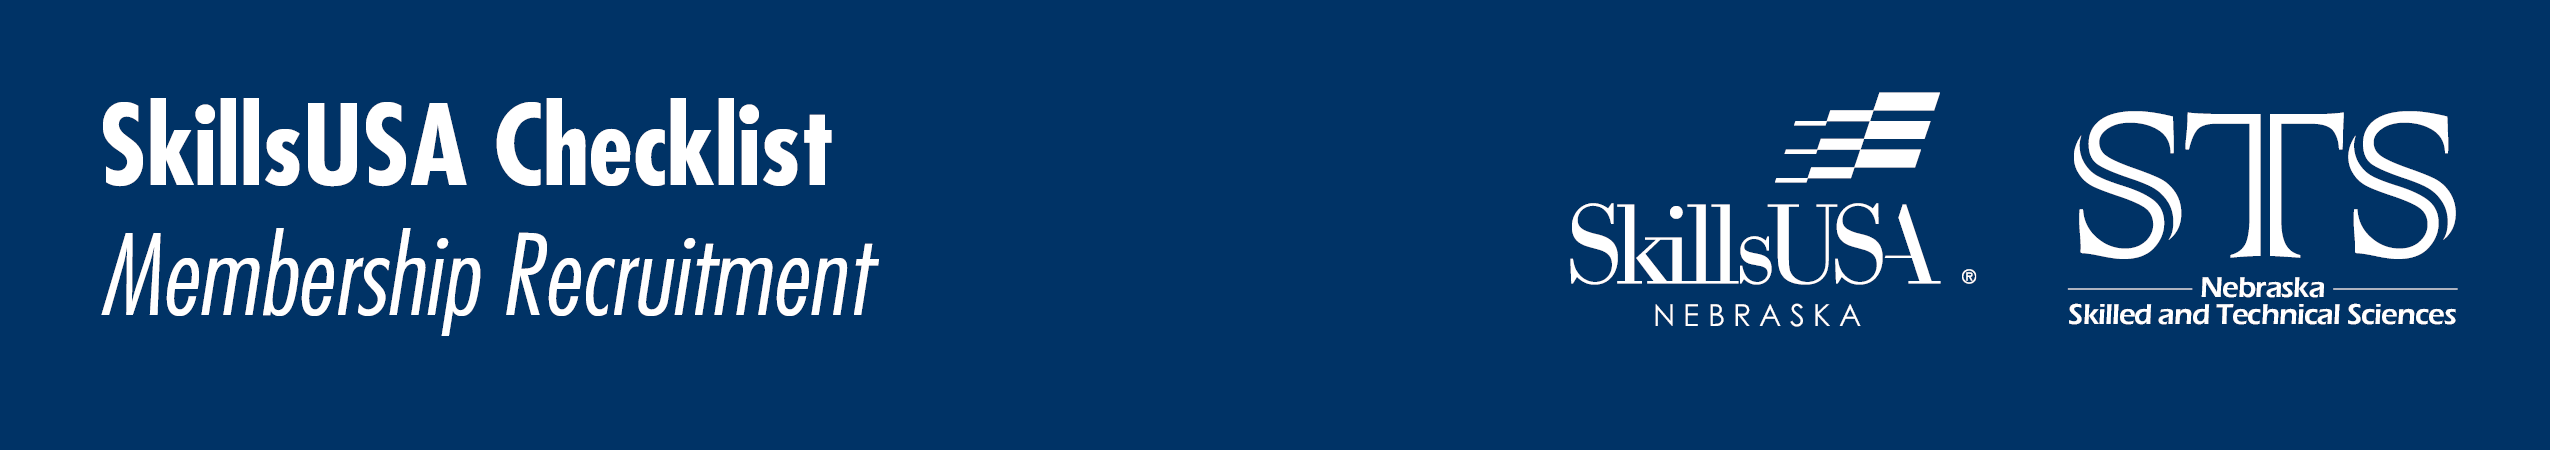 SkillsUSA Checklist
Membership Recruitment
SkillsUSA ®
NEBRASKA
STS
Nebraska
Skilled and Technical Sciences